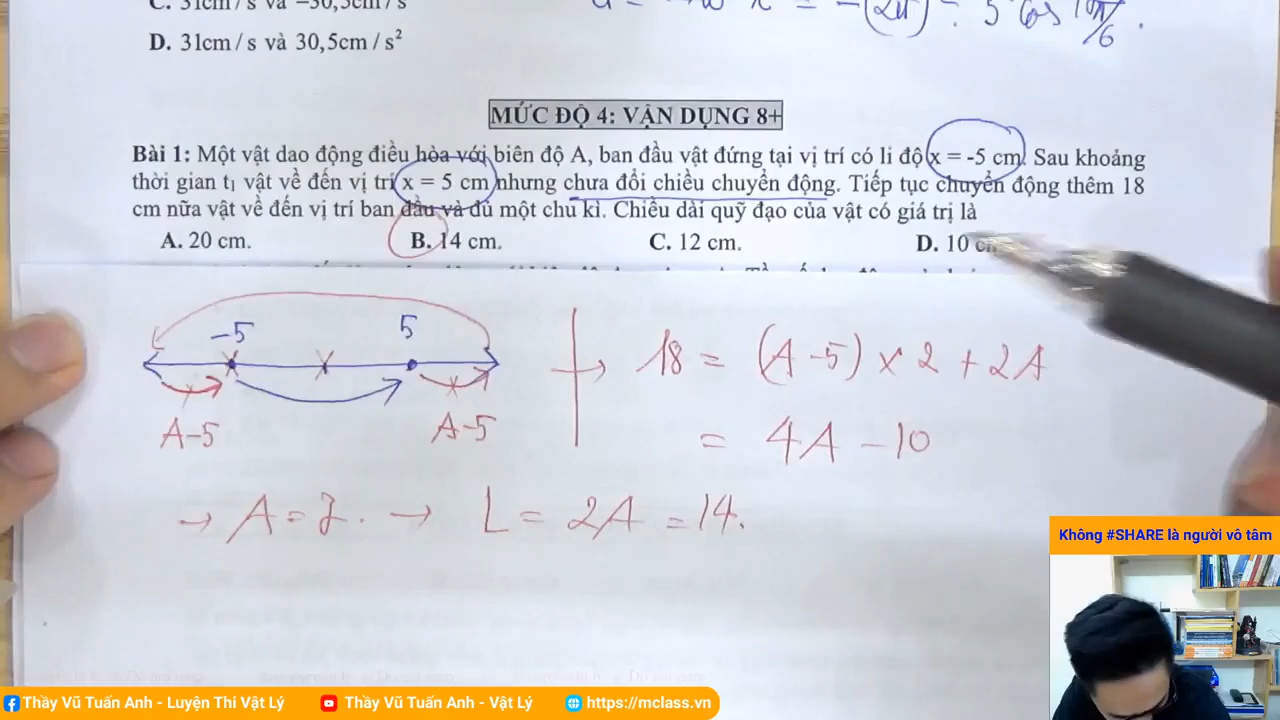 C. 31cm / s và −30,5cm / s
5 cos
D. 31cm / s và 30,5cm / s²
MỨC ĐỘ 4: VẬN DỤNG 8+
Bài 1: Một vật dao động điều hòa với biên độ A, ban đầu vật đứng tại vị trí có li độ x = -5 cm. Sau khoảng
thời gian t₁ vật về đến vị trí x = 5 cm nhưng chưa đổi chiều chuyển động. Tiếp tục chuyển động thêm 18
cm nữa vật về đến vị trí ban đầu và đủ một chu kì. Chiều dài quỹ đạo của vật có giá trị là
A. 20 cm. B. 14 cm. C. 12 cm. D. 10
-5 5
→ 18 = (A -5) × 2 + 2A
A-5 A-5
= 4A - 10
→ A = 7. → L = 2A = 14.
Không #SHARE là người vô tâm
Thầy Vũ Tuấn Anh - Luyện Thi Vật Lý Thầy Vũ Tuấn Anh - Vật Lý https://mclass.vn